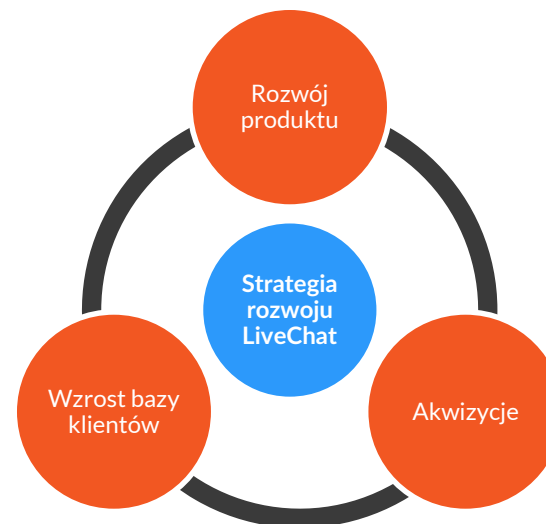 Rozwój
produktu
Strategia
rozwoju
LiveChat
Wzrost bazy
klientów
Akwizycje